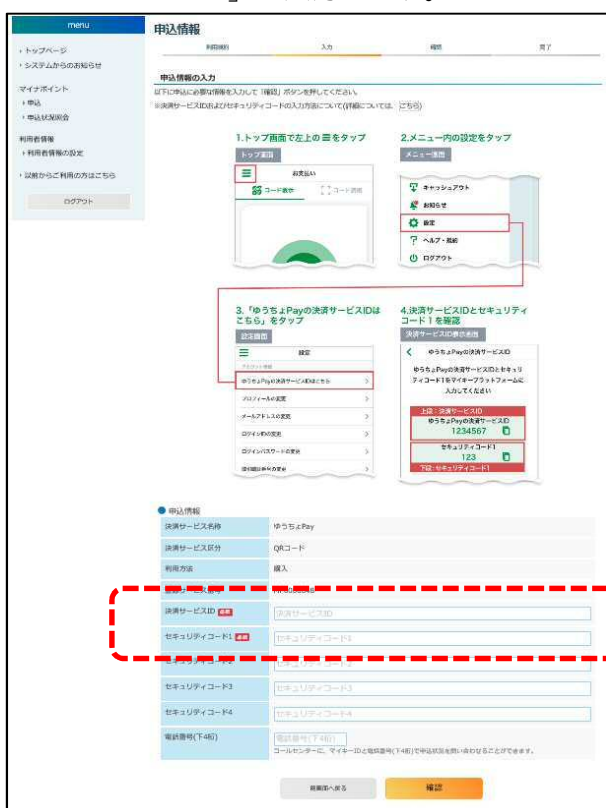 menu
トップページ
システムからのお知らせ
マイナポイント
申込
申込状況照会
利用者情報
利用者情報の設定
以前からご利用の方はこちら
ログアウト
申込情報
利用規約
入力
確認
完了
申込情報の入力
以下に申込に必要な情報を入力して「確認」ボタンを押してください。
※決済サービスIDおよびセキュリティコードの入力方法について(詳細については、こちら)
1.トップ画面で左上の三をタップ
トップ画面
お支払い
コード表示
コード読取
2.メニュー内の設定をタップ
メニュー画面
キャッシュアウト
お知らせ
設定
ヘルプ・規約
ログアウト
3.「ゆうちょPayの決済サービスIDは
こちら」をタップ
設定画面
設定
アカウント情報
ゆうちょPayの決済サービスIDはこちら
プロフィールの変更
メールアドレスの変更
ログインIDの変更
ログインパスワードの変更
4.決済サービスIDとセキュリティ
コード1を確認
決済サービスID表示画面
ゆうちょPayの決済サービスID
ゆうちょPayの決済サービスIDとセキュリ
ティコード1をマイキープラットフォームに
入力してください
上段：決済サービスID
ゆうちょPayの決済サービスID
1234567
セキュリティコード1
123
下段：セキュリティコード1
申込情報
決済サービス名称
ゆうちょPay
決済サービス区分
QRコード
利用方法
購入
決済サービスID 必須
決済サービスID
セキュリティコード1 必須
セキュリティコード1
セキュリティコード2
セキュリティコード3
セキュリティコード3
セキュリティコード4
セキュリティコード4
電話番号(下4桁)
電話番号(下4桁)
コールセンターに、マイキーIDと電話番号(下4桁)で申込状況を問い合わせることができます。
前画面へ戻る
確認